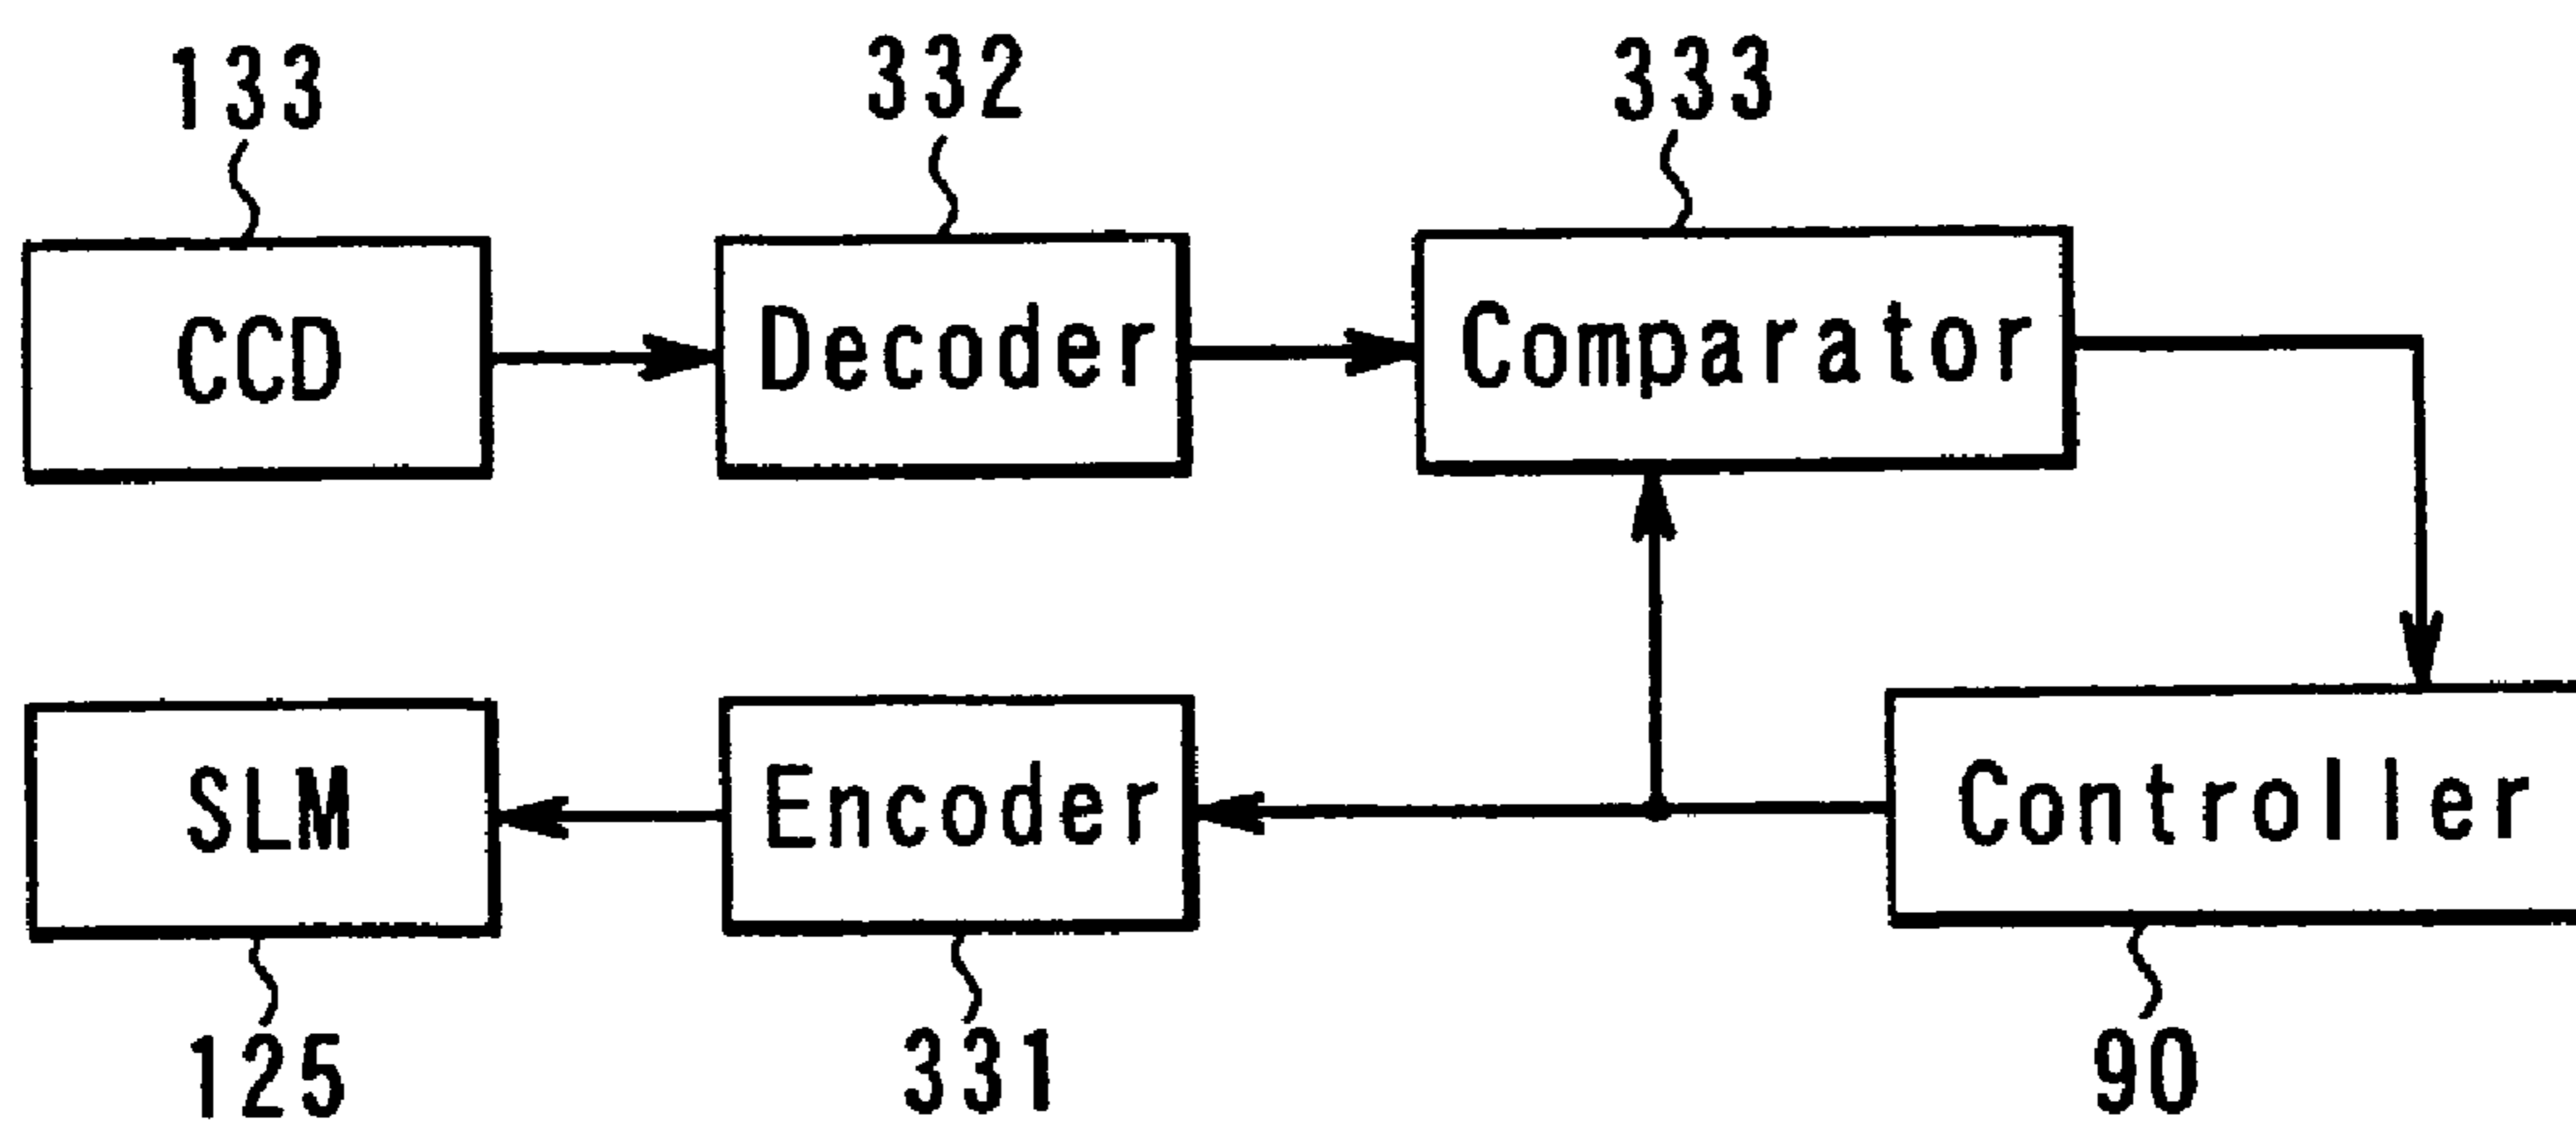 133 332 333
CCD Decoder Comparator
SLM Encoder Controller
125 331 90